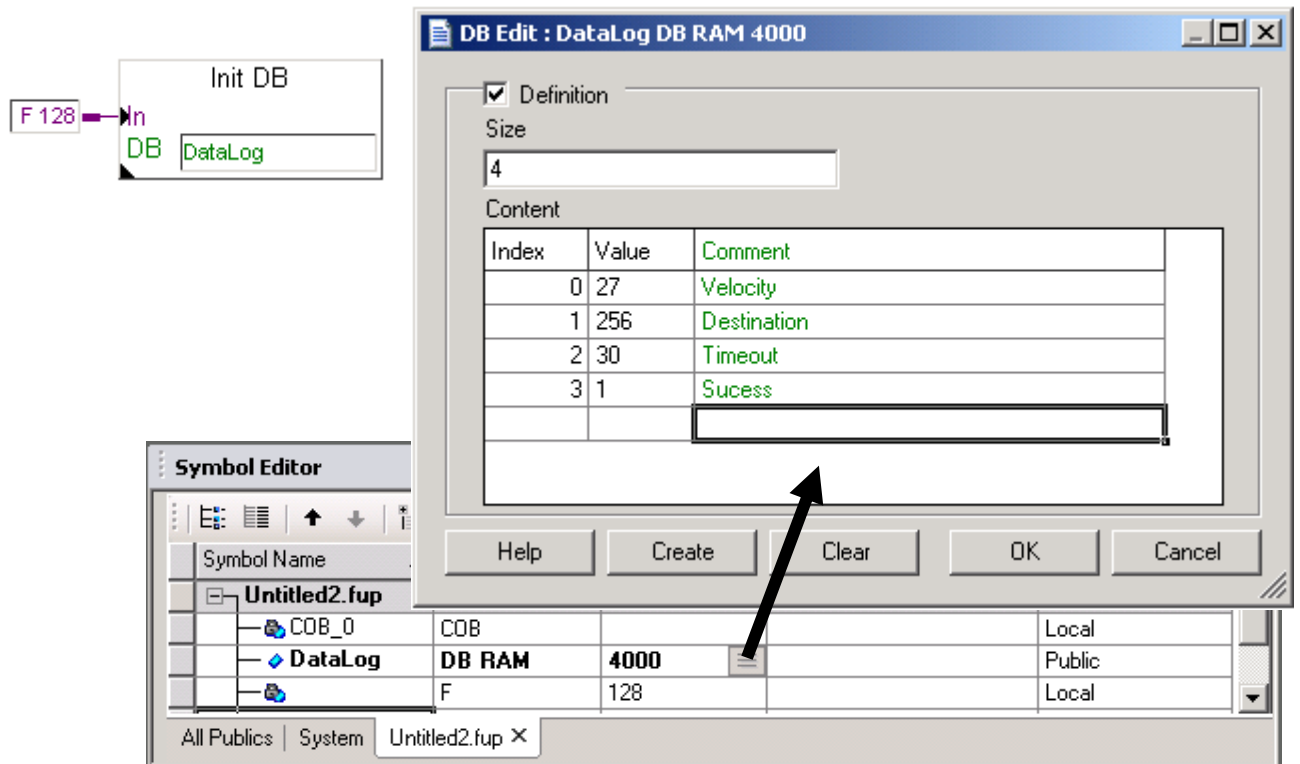 Init DB
F 128
In
DB DataLog
DB Edit : DataLog DB RAM 4000
Definition
Size
4
Content
Index Value Comment
0 27 Velocity
1 256 Destination
2 30 Timeout
3 1 Sucess
Help Create Clear OK Cancel
Symbol Editor
Symbol Name
Untitled2.fup
COB_0 COB Local
DataLog DB RAM 4000 Public
F 128 Local
All Publics System Untitled2.fup